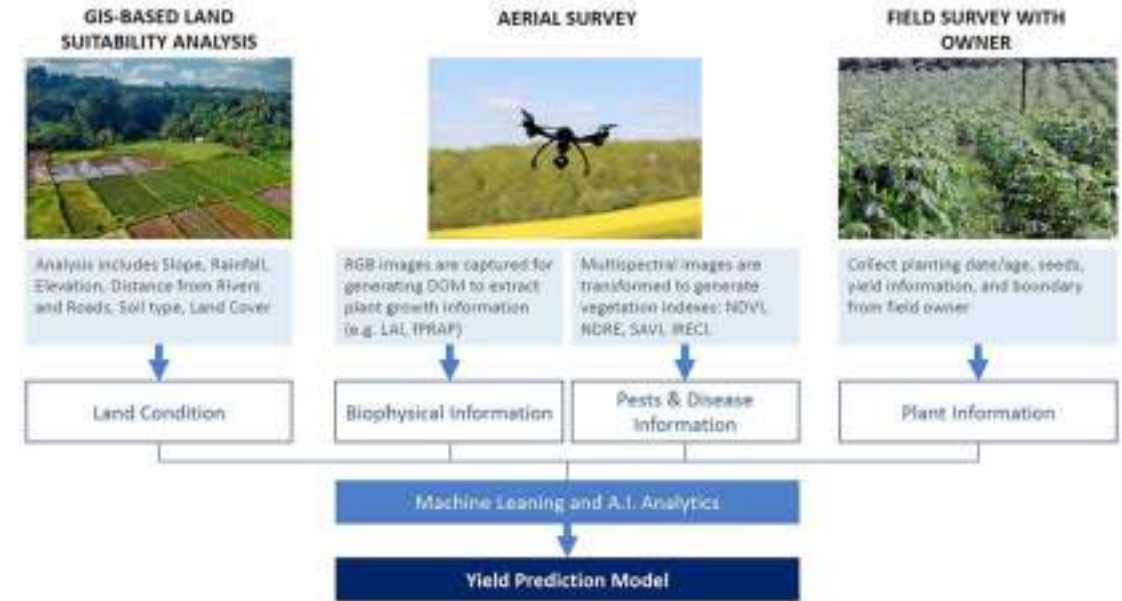 GIS-BASED LAND
SUITABILITY ANALYSIS
AERIAL SURVEY
FIELD SURVEY WITH
OWNER
Analysis includes Slope, Rainfall,
Elevation, Distance from Rivers
and Roads, Soil type, Land Cover
RGB images are captured for
generating DOM to extract
plant growth information
(e.g. LAI, fPRAP)
Multispectral images are
transformed to generate
vegetation indexes: NDVI,
NDRE, SAVI, IRECI.
Collect planting date/age, seeds,
yield information, and boundary
from field owner
Land Condition
Biophysical Information
Pests & Disease
Information
Plant Information
Machine Leaning and A.I. Analytics
Yield Prediction Model